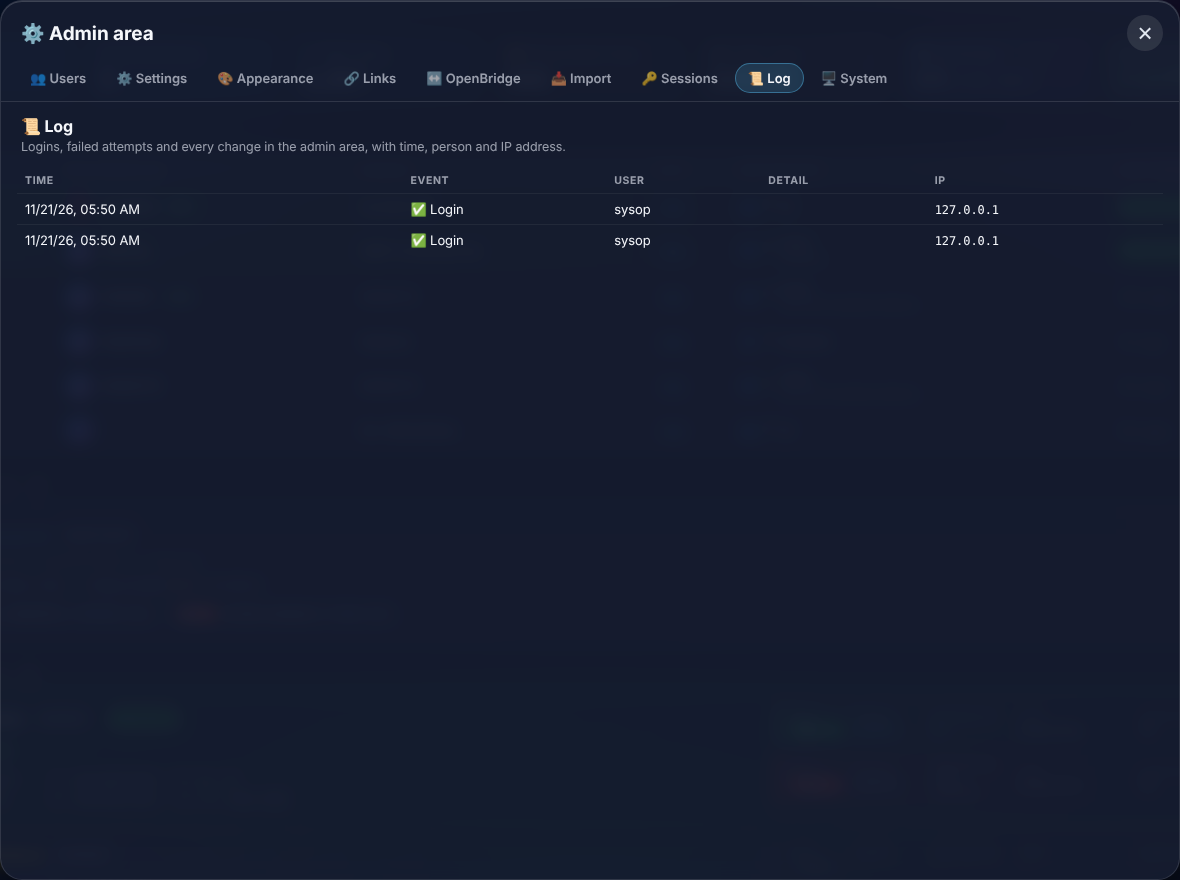 ⚙️ Admin area
👥 Users ⚙️ Settings 🎨 Appearance 🔗 Links ↔️ OpenBridge 📥 Import 🔑 Sessions 📜 Log 🖥️ System
📜 Log
Logins, failed attempts and every change in the admin area, with time, person and IP address.
TIME EVENT USER DETAIL IP
11/21/26, 05:50 AM ✅ Login sysop 127.0.0.1
11/21/26, 05:50 AM ✅ Login sysop 127.0.0.1